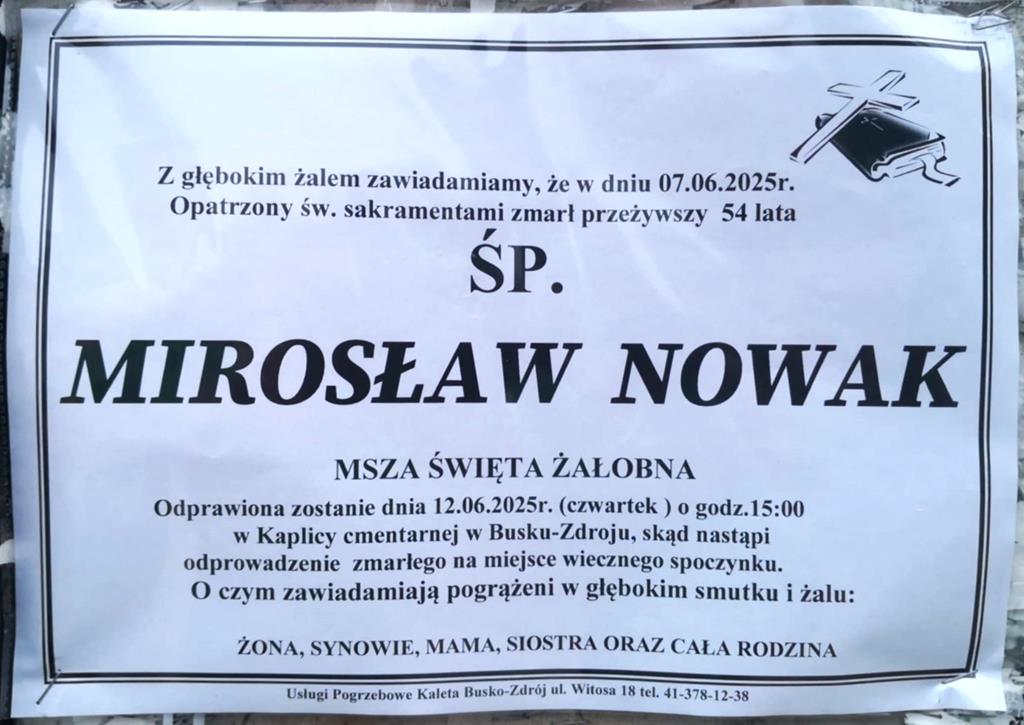 Z głębokim żalem zawiadamiamy, że w dniu 07.06.2025r.
Opatrzony św. sakramentami zmarł przeżywszy 54 lata
ŚP.
MIROSŁAW NOWAK
MSZA ŚWIĘTA ŻAŁOBNA
Odprawiona zostanie dnia 12.06.2025r. (czwartek ) o godz.15:00
w Kaplicy cmentarnej w Busku-Zdroju, skąd nastąpi
odprowadzenie zmarłego na miejsce wiecznego spoczynku.
O czym zawiadamiają pogrążeni w głębokim smutku i żalu:
ŻONA, SYNOWIE, MAMA, SIOSTRA ORAZ CAŁA RODZINA
Usługi Pogrzebowe Kaleta Busko-Zdrój ul. Witosa 18 tel. 41-378-12-38